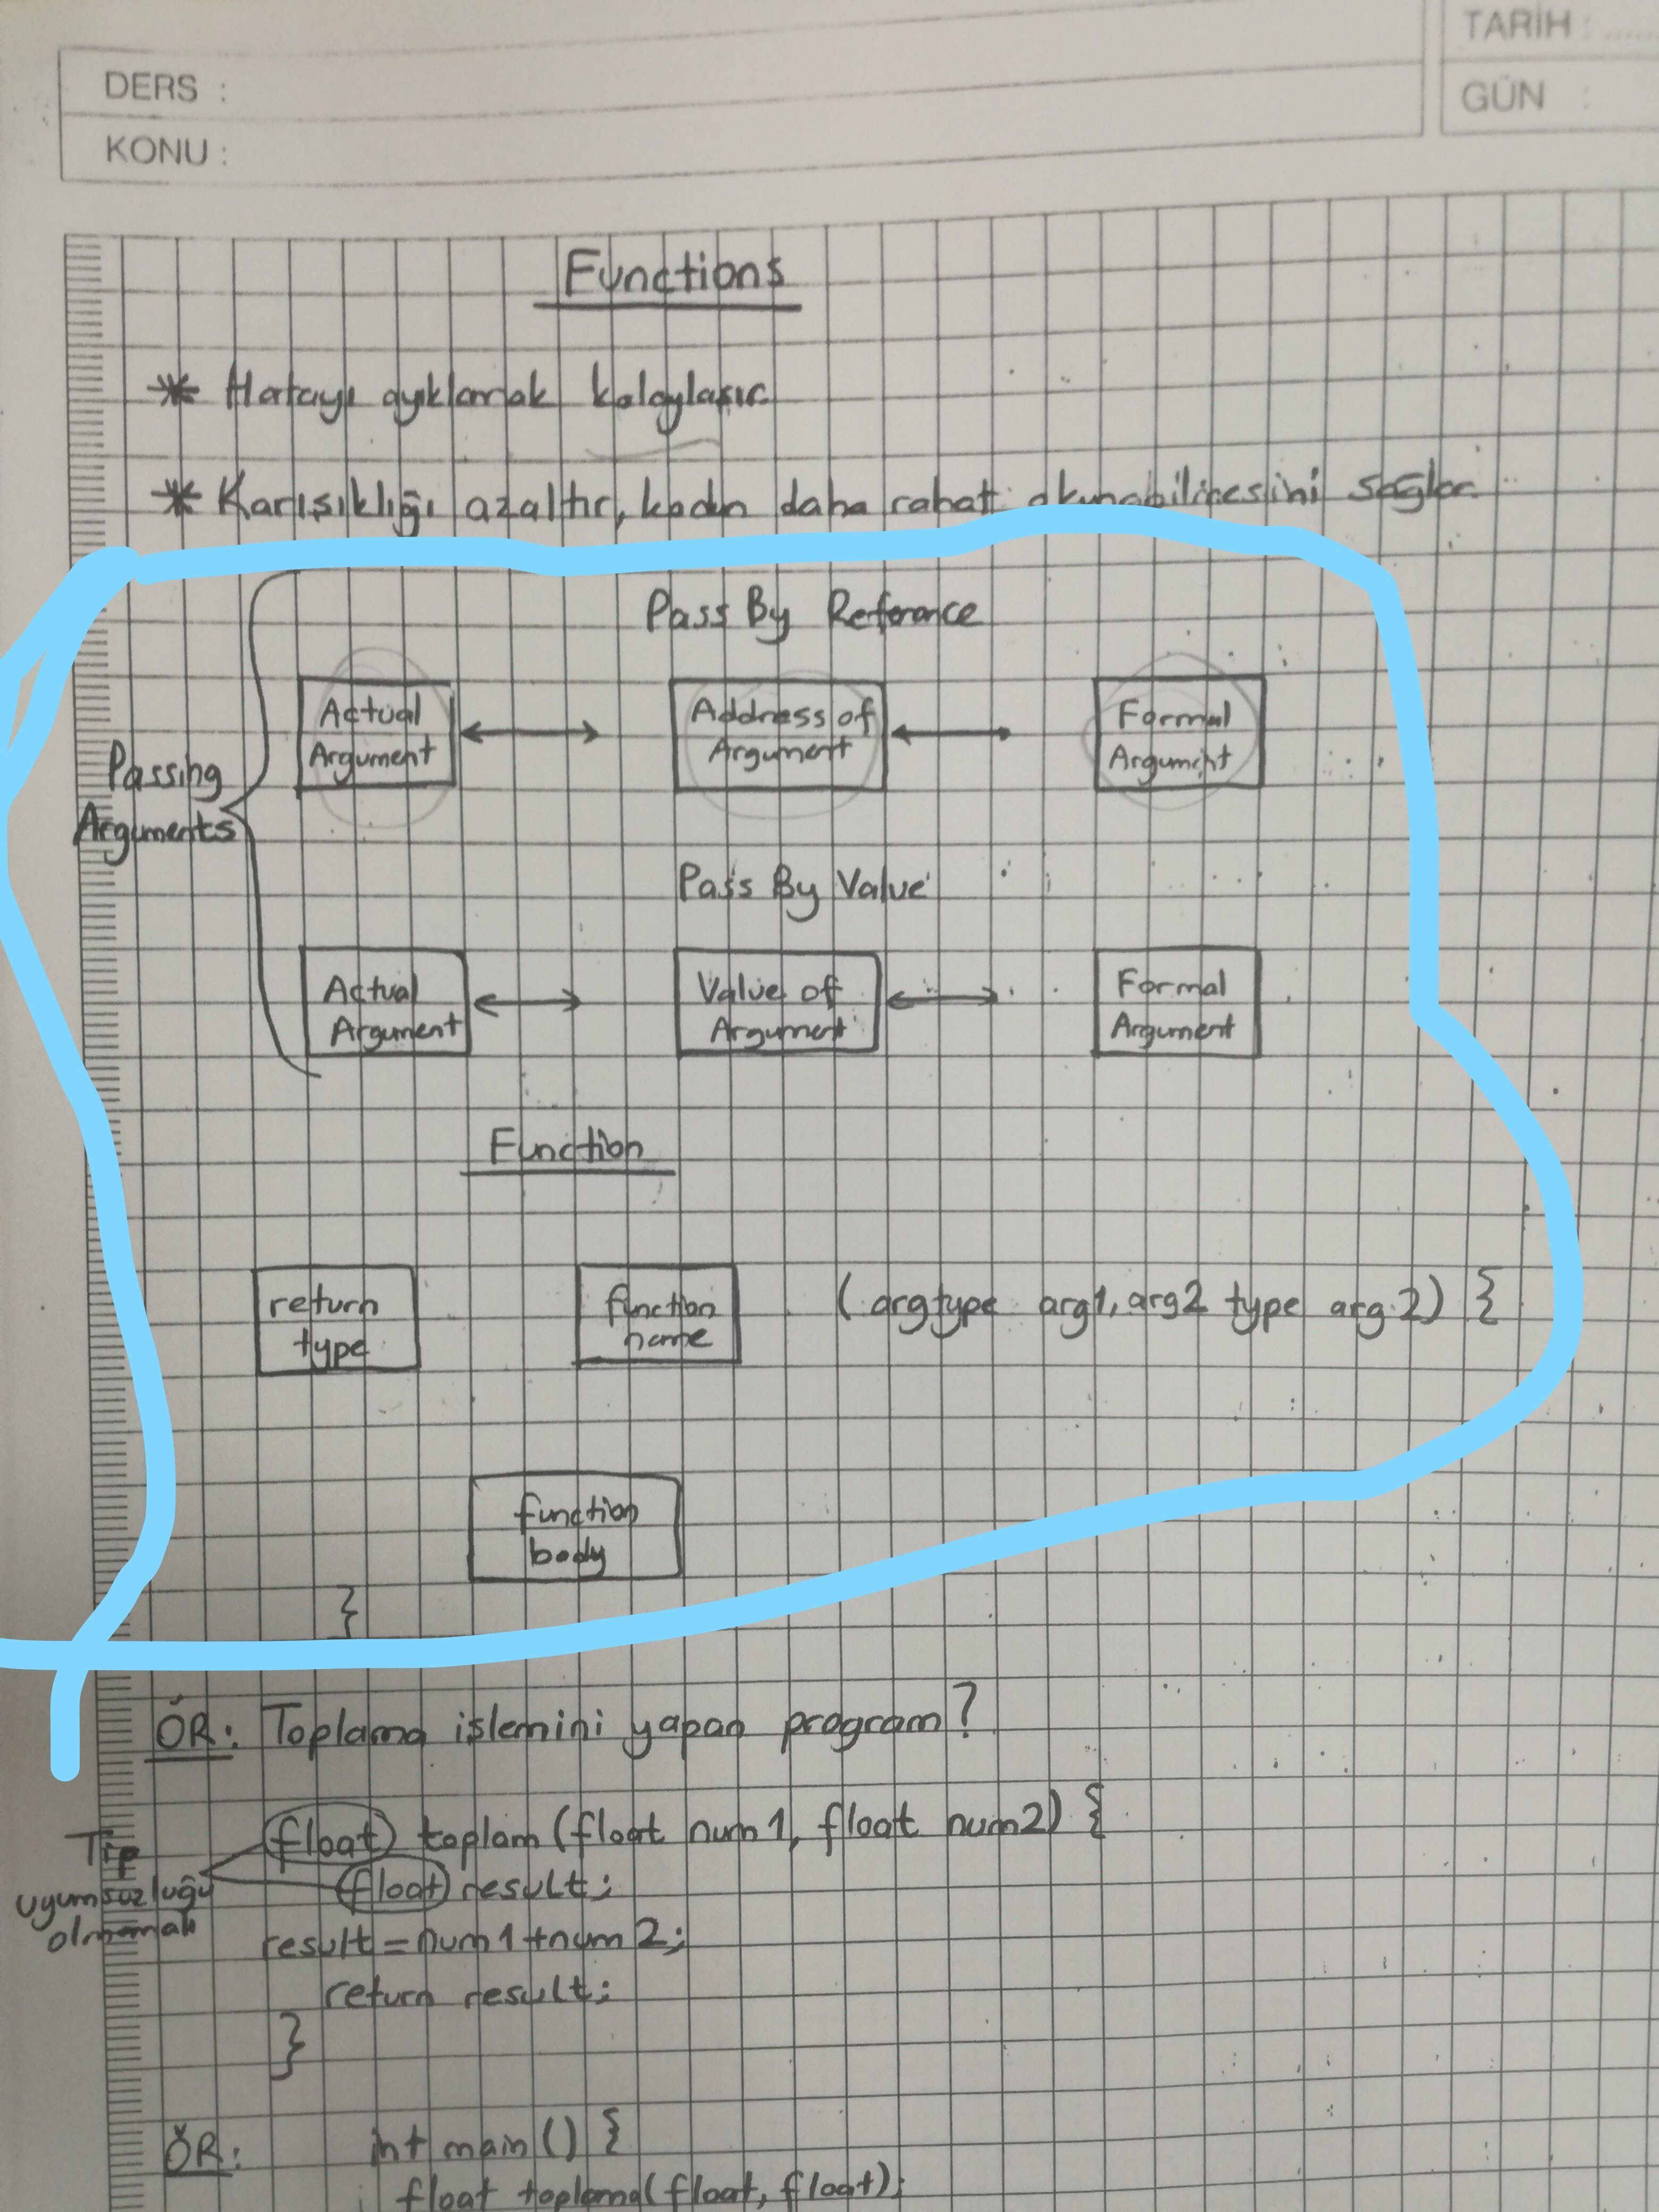 DERS :
KONU :
TARİH :
GÜN :
Functions
* Hatayı ayıklamak kolaylaşır.
* Karışıklığı azaltır, kodun daha rahat okunabilmesini sağlar.
Passing
Arguments
Pass By Reference
Actual
Argument
Address of
Argument
Formal
Argument
Pass By Value
Actual
Argument
Value of
Argument
Formal
Argument
Function
return
type
function
name
(argtype arg1, arg2 type arg2) {
function
body
}
ÖR: Toplama işlemini yapan program?
Tip
uyumsuzluğu
olmamalı
float toplam (float num1, float num2) {
float result;
result = num1+num2;
return result;
}
ÖR: int main () {
float toplama(float, float);